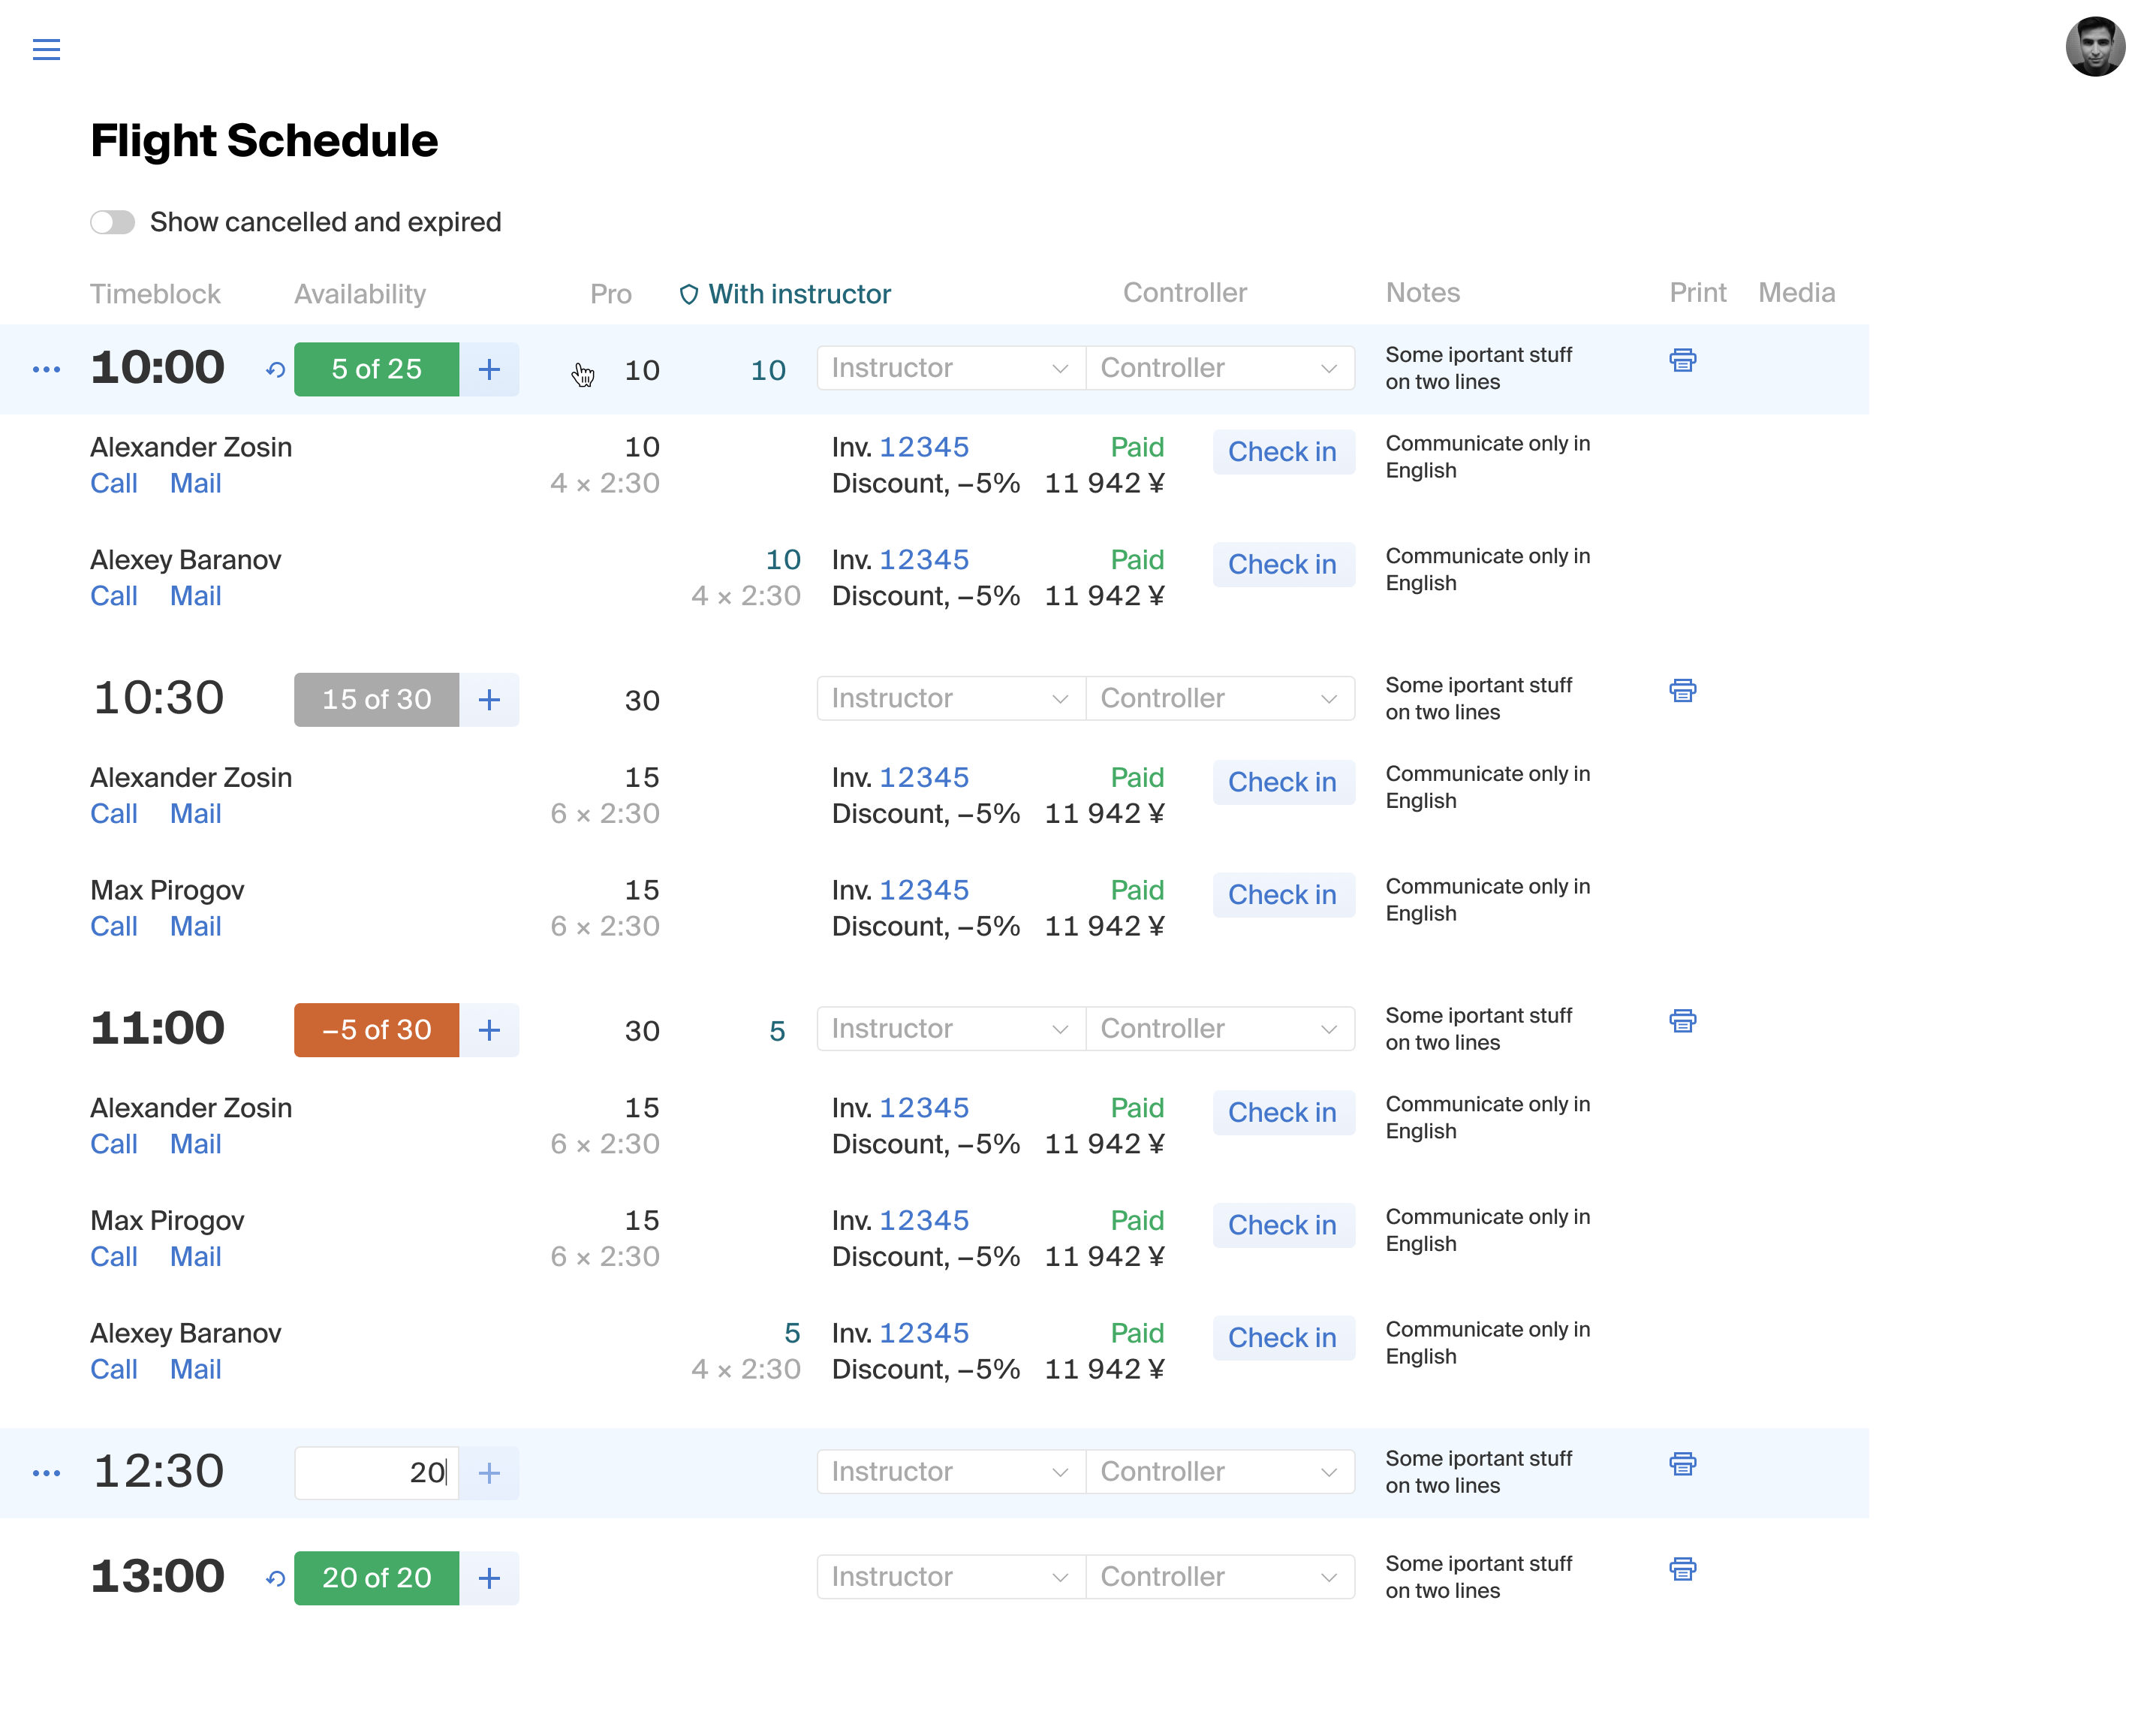 Flight Schedule
Show cancelled and expired
Timeblock Availability Pro With instructor Controller Notes Print Media
10:00 5 of 25 + 10 10 Instructor Controller Some iportant stuff
on two lines
Alexander Zosin 10 Inv. 12345 Paid Check in Communicate only in
English
Call Mail 4 × 2:30 Discount, –5% 11 942 ¥
Alexey Baranov 10 Inv. 12345 Paid Check in Communicate only in
English
Call Mail 4 × 2:30 Discount, –5% 11 942 ¥
10:30 15 of 30 + 30 Instructor Controller Some iportant stuff
on two lines
Alexander Zosin 15 Inv. 12345 Paid Check in Communicate only in
English
Call Mail 6 × 2:30 Discount, –5% 11 942 ¥
Max Pirogov 15 Inv. 12345 Paid Check in Communicate only in
English
Call Mail 6 × 2:30 Discount, –5% 11 942 ¥
11:00 –5 of 30 + 30 5 Instructor Controller Some iportant stuff
on two lines
Alexander Zosin 15 Inv. 12345 Paid Check in Communicate only in
English
Call Mail 6 × 2:30 Discount, –5% 11 942 ¥
Max Pirogov 15 Inv. 12345 Paid Check in Communicate only in
English
Call Mail 6 × 2:30 Discount, –5% 11 942 ¥
Alexey Baranov 5 Inv. 12345 Paid Check in Communicate only in
English
Call Mail 4 × 2:30 Discount, –5% 11 942 ¥
12:30 20 + Instructor Controller Some iportant stuff
on two lines
13:00 20 of 20 + Instructor Controller Some iportant stuff
on two lines